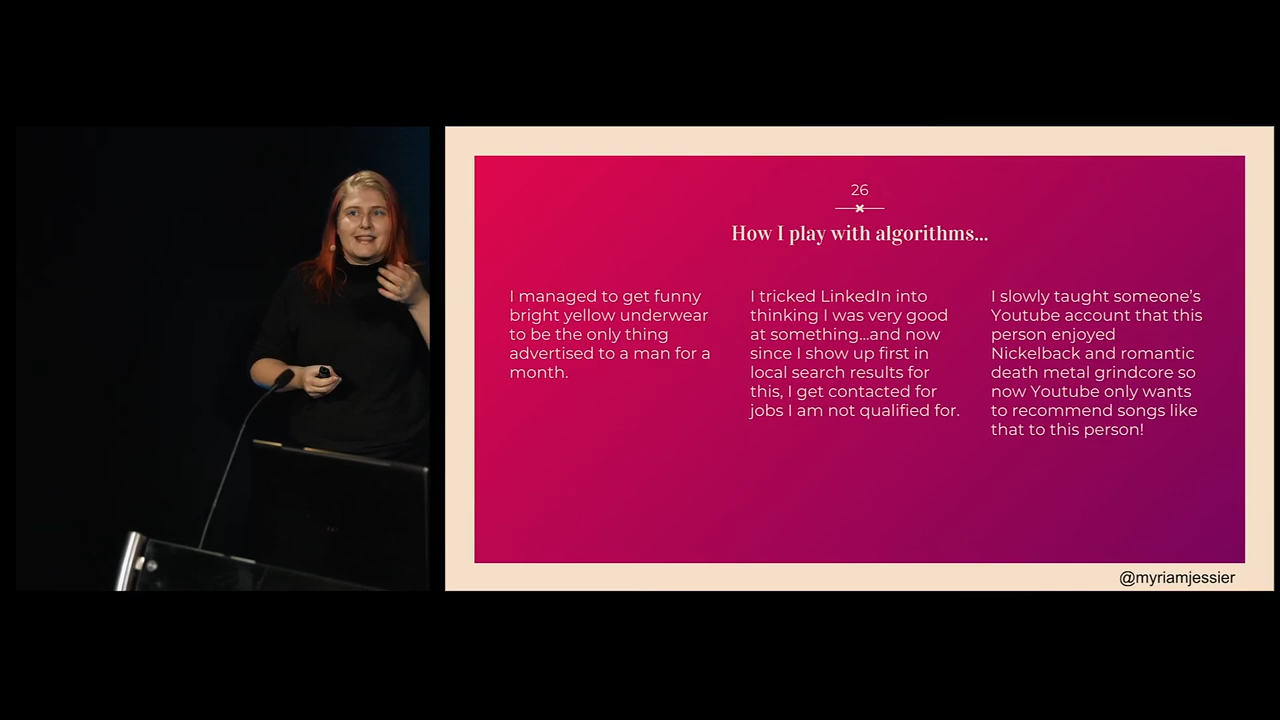 26
How I play with algorithms...
I managed to get funny
bright yellow underwear
to be the only thing
advertised to a man for a
month.
I tricked LinkedIn into
thinking I was very good
at something...and now
since I show up first in
local search results for
this, I get contacted for
jobs I am not qualified for.
I slowly taught someone's
Youtube account that this
person enjoyed
Nickelback and romantic
death metal grindcore so
now Youtube only wants
to recommend songs like
that to this person!
@myriamjessier